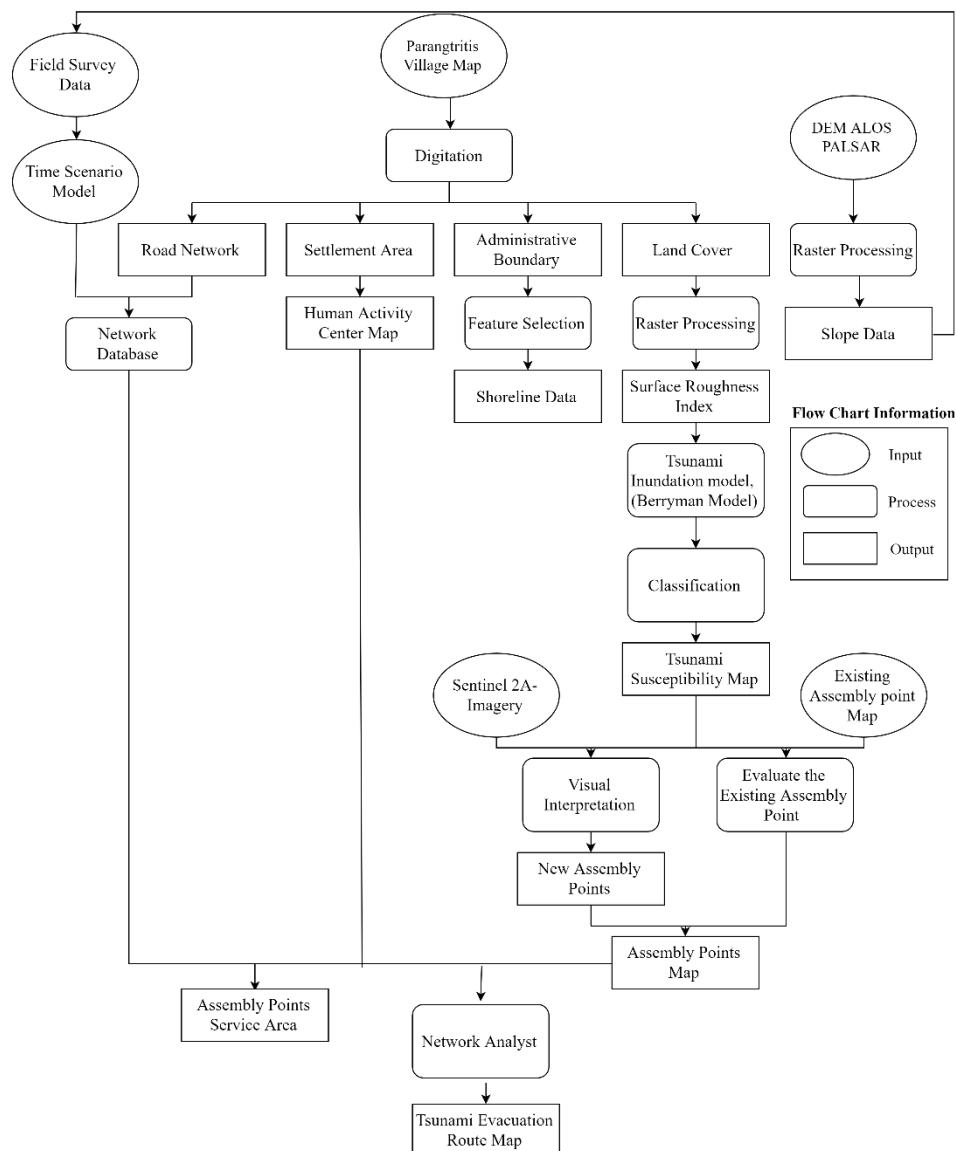 Parangtritis
Village Map
Field Survey
Data
DEM ALOS
PALSAR
Digitation
Time Scenario
Model
Road Network
Settlement Area
Administrative
Boundary
Land Cover
Raster Processing
Network
Database
Human Activity
Center Map
Feature Selection
Raster Processing
Slope Data
Shoreline Data
Surface Roughness
Index
Flow Chart Information
Input
Process
Output
Tsunami
Inundation model,
(Berryman Model)
Classification
Tsunami
Susceptibility Map
Sentinel 2A-
Imagery
Existing
Assembly point
Map
Visual
Interpretation
Evaluate the
Existing Assembly
Point
New Assembly
Points
Assembly Points
Map
Assembly Points
Service Area
Network Analyst
Tsunami Evacuation
Route Map